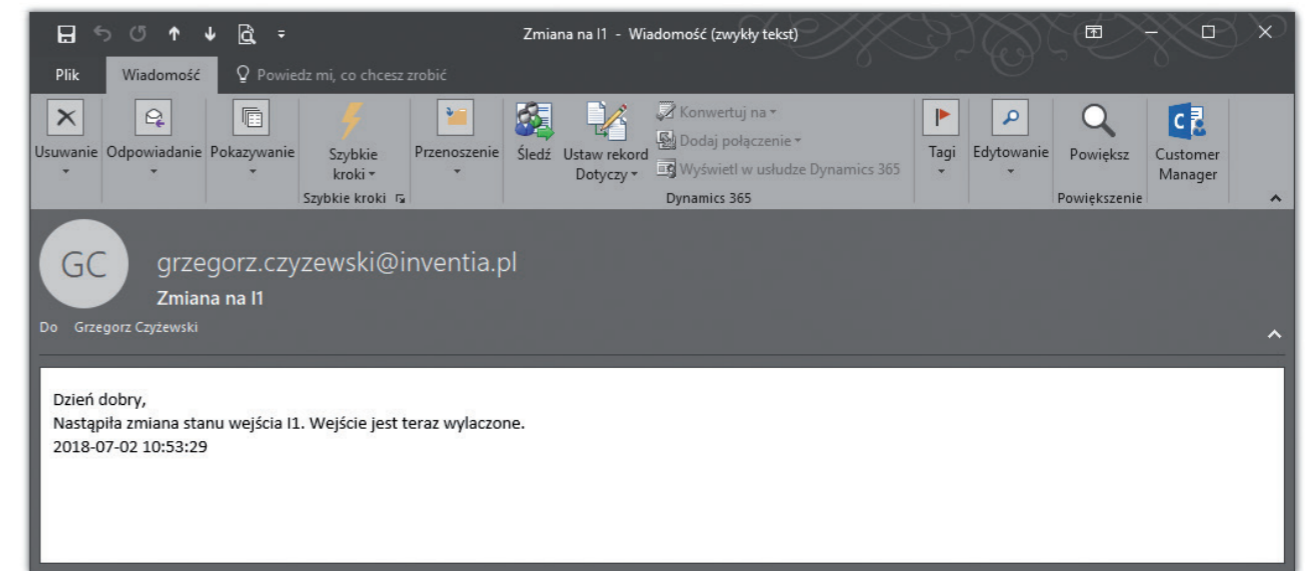 Zmiana na I1 - Wiadomość (zwykły tekst)
Plik Wiadomość Powiedz mi, co chcesz zrobić
Usuwanie Odpowiadanie Pokazywanie Szybkie kroki Przenoszenie Śledź Ustaw rekord Dotyczy
Konwertuj na
Dodaj połączenie
Wyświetl w usłudze Dynamics 365
Tagi Edytowanie Powiększ Customer Manager
Szybkie kroki Dynamics 365 Powiększenie
GC grzegorz.czyzewski@inventia.pl
Zmiana na I1
Do Grzegorz Czyżewski
Dzień dobry,
Nastąpiła zmiana stanu wejścia I1. Wejście jest teraz wylaczone.
2018-07-02 10:53:29